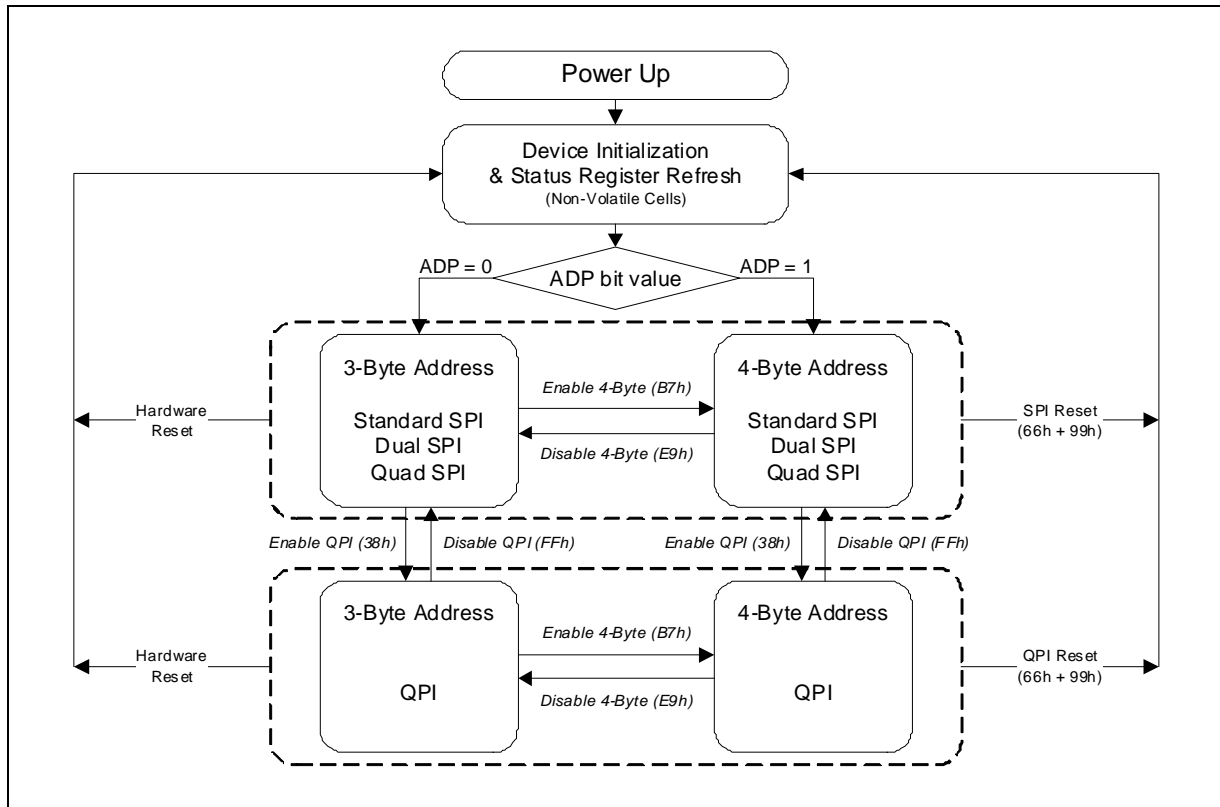 Power Up
Device Initialization
& Status Register Refresh
(Non-Volatile Cells)
ADP = 0
ADP bit value
ADP = 1
3-Byte Address
Standard SPI
Dual SPI
Quad SPI
Enable 4-Byte (B7h)
Disable 4-Byte (E9h)
4-Byte Address
Standard SPI
Dual SPI
Quad SPI
Hardware
Reset
SPI Reset
(66h + 99h)
Enable QPI (38h)
Disable QPI (FFh)
Enable QPI (38h)
Disable QPI (FFh)
3-Byte Address
QPI
Enable 4-Byte (B7h)
Disable 4-Byte (E9h)
4-Byte Address
QPI
Hardware
Reset
QPI Reset
(66h + 99h)